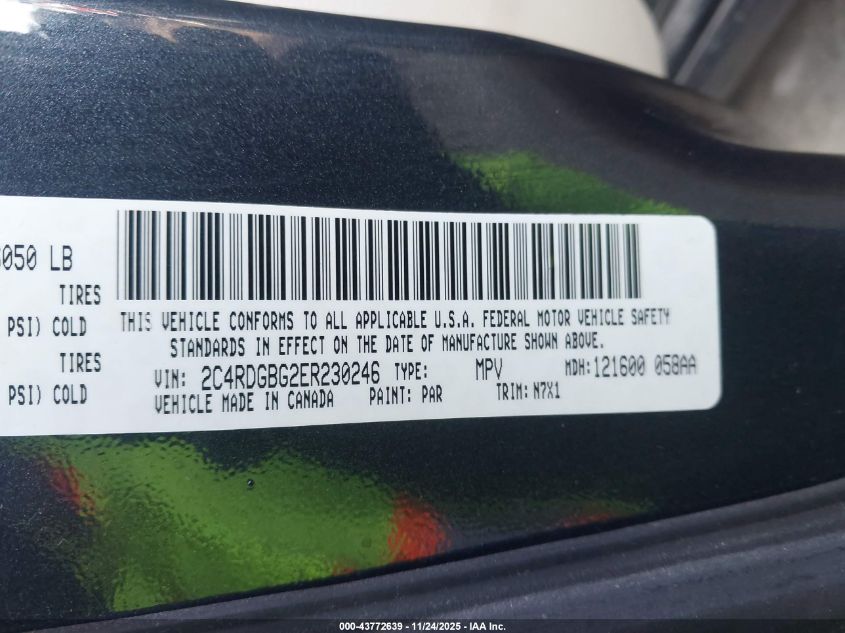 6050 LB
TIRES
PSI) COLD
TIRES
PSI) COLD
THIS VEHICLE CONFORMS TO ALL APPLICABLE U.S.A. FEDERAL MOTOR VEHICLE SAFETY
STANDARDS IN EFFECT ON THE DATE OF MANUFACTURE SHOWN ABOVE.
VIN: 2C4RDGBG2ER230246 TYPE: MPV MDH:121600 058AA
VEHICLE MADE IN CANADA PAINT: PAR TRIM: N7X1
000-43772639 - 11/24/2025 - IAA Inc.